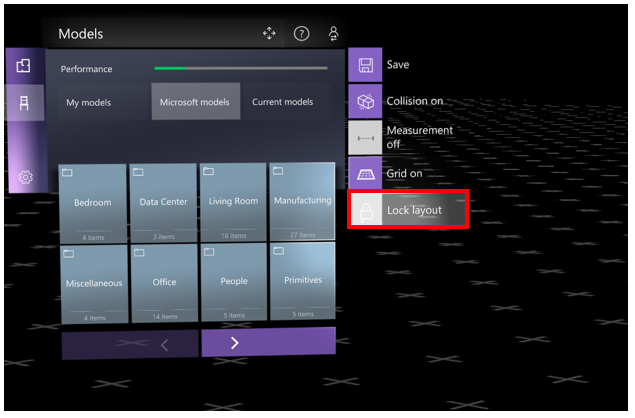 Models
?
Performance
My models
Microsoft models
Current models
Bedroom
4 items
Data Center
3 items
Living Room
16 items
Manufacturing
27 items
Miscellaneous
4 items
Office
14 items
People
5 items
Primitives
5 items
Save
Collision on
Measurement
off
Grid on
Lock layout